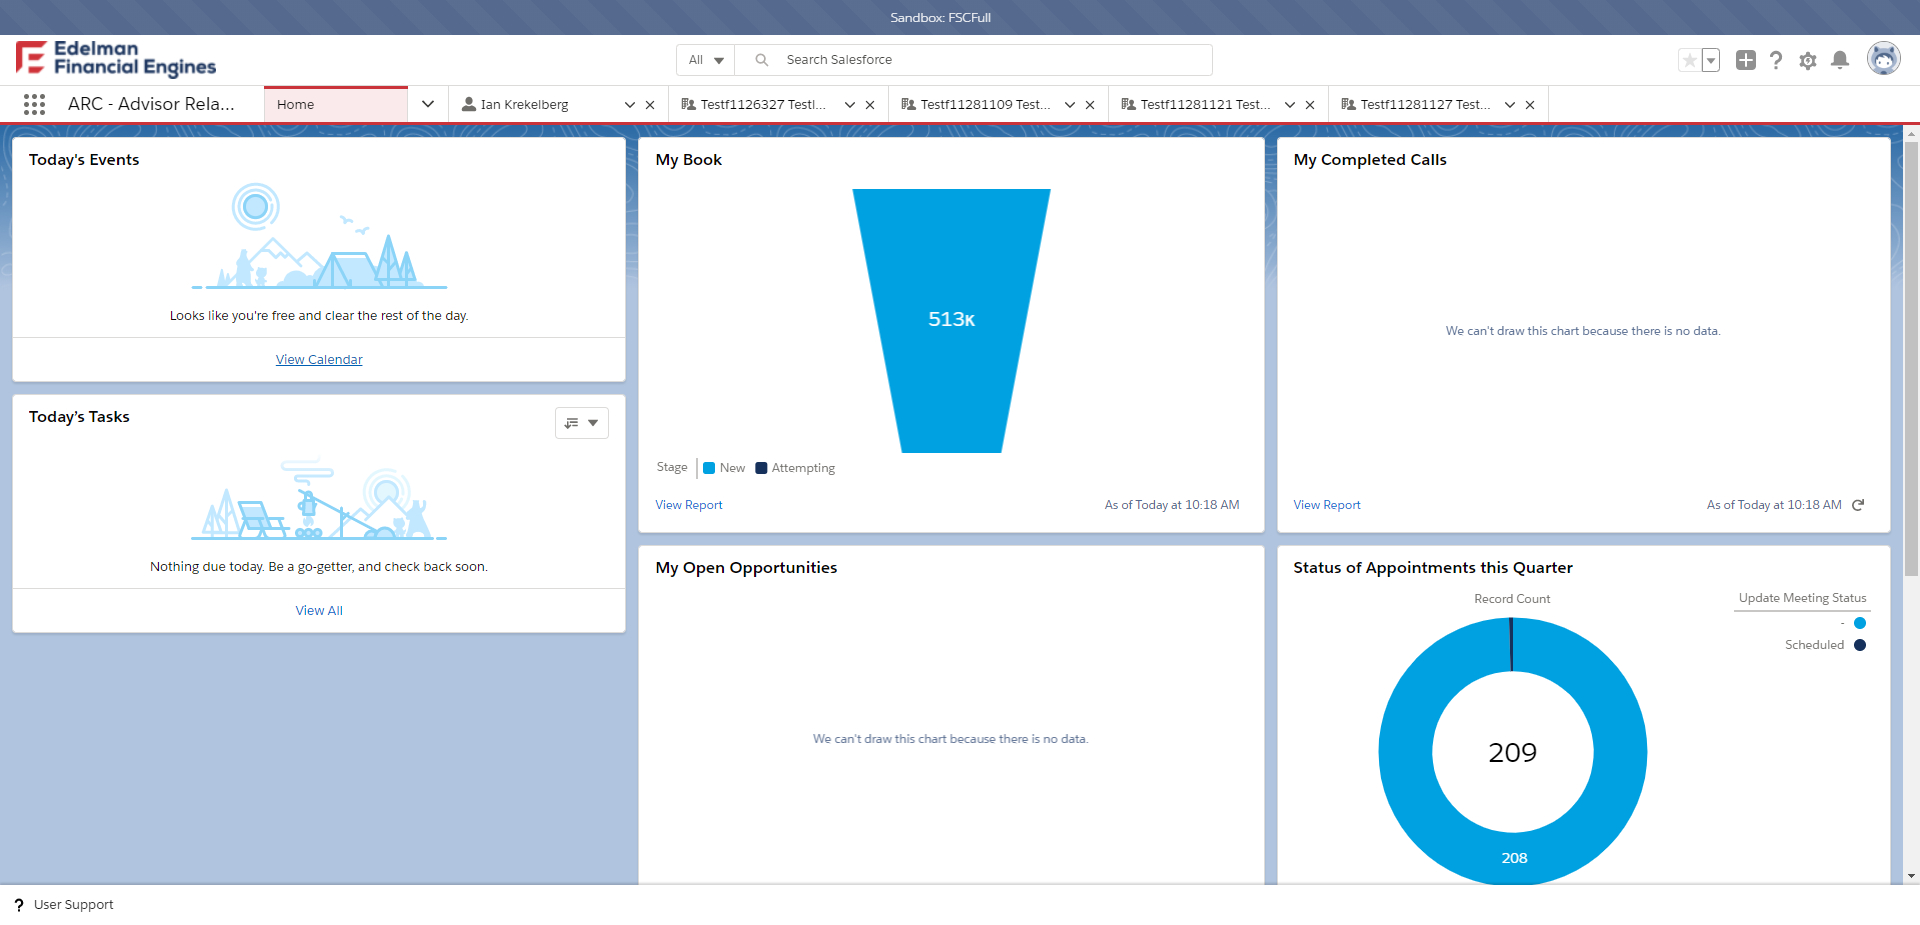 Sandbox: FSCFull
Edelman
Financial Engines
All
Search Salesforce
ARC - Advisor Rela...
Home
Ian Krekelberg
Testf1126327 Testl...
Testf11281109 Test...
Testf11281121 Test...
Testf11281127 Test...
Today's Events
Looks like you're free and clear the rest of the day.
View Calendar
Today's Tasks
Nothing due today. Be a go-getter, and check back soon.
View All
My Book
513K
Stage
New
Attempting
View Report
As of Today at 10:18 AM
My Completed Calls
We can't draw this chart because there is no data.
View Report
As of Today at 10:18 AM
My Open Opportunities
We can't draw this chart because there is no data.
Status of Appointments this Quarter
Record Count
Update Meeting Status
-
Scheduled
209
208
? User Support